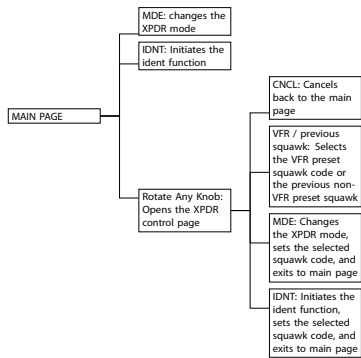 MDE: changes the
XPDR mode
IDNT: Initiates the
ident function
MAIN PAGE
Rotate Any Knob:
Opens the XPDR
control page
CNCL: Cancels
back to the main
page
VFR / previous
squawk: Selects
the VFR preset
squawk code or
the previous non-
VFR preset squawk
MDE: Changes
the XPDR mode,
sets the selected
squawk code, and
exits to main page
IDNT: Initiates the
ident function,
sets the selected
squawk code, and
exits to main page